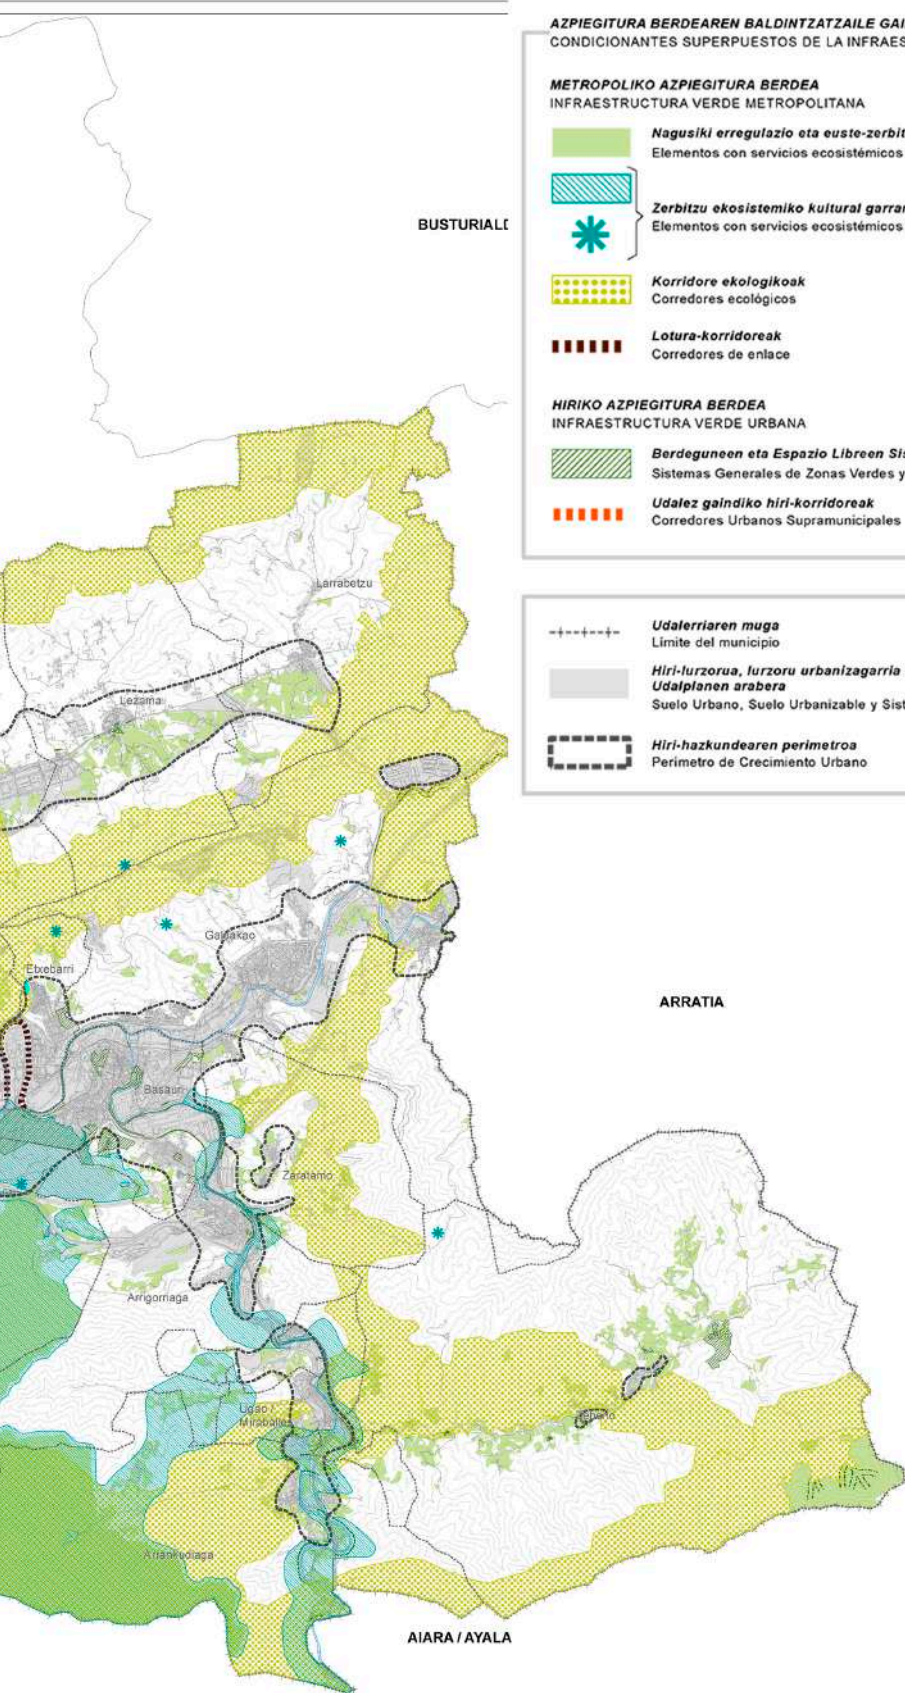 AZPIEGITURA BERDEAREN BALDINTZATZAILE GAI
CONDICIONANTES SUPERPUESTOS DE LA INFRAES
METROPOLIKO AZPIEGITURA BERDEA
INFRAESTRUCTURA VERDE METROPOLITANA
Nagusiki erregulazio eta euste-zerbit
Elementos con servicios ecosistémicos
Zerbitzu ekosistemiko kultural garran
Elementos con servicios ecosistémicos
Korridore ekologikoak
Corredores ecológicos
Lotura-korridoreak
Corredores de enlace
HIRIKO AZPIEGITURA BERDEA
INFRAESTRUCTURA VERDE URBANA
Berdeguneen eta Espazio Libreen Sis
Sistemas Generales de Zonas Verdes y
Udalez gaindiko hiri-korridoreak
Corredores Urbanos Supramunicipales
Udalerriaren muga
Límite del municipio
Hiri-lurzorua, lurzoru urbanizagarria
Udalplanen arabera
Suelo Urbano, Suelo Urbanizable y Sist
Hiri-hazkundearen perimetroa
Perímetro de Crecimiento Urbano
BUSTURIALD
Larrabetzu
Lezama
Galdakao
Etxebarri
ARRATIA
Basauri
Zaratamo
Arrigorriaga
Ugao /
Miraballes
Zeberio
Arrankudiaga
AIARA / AYALA